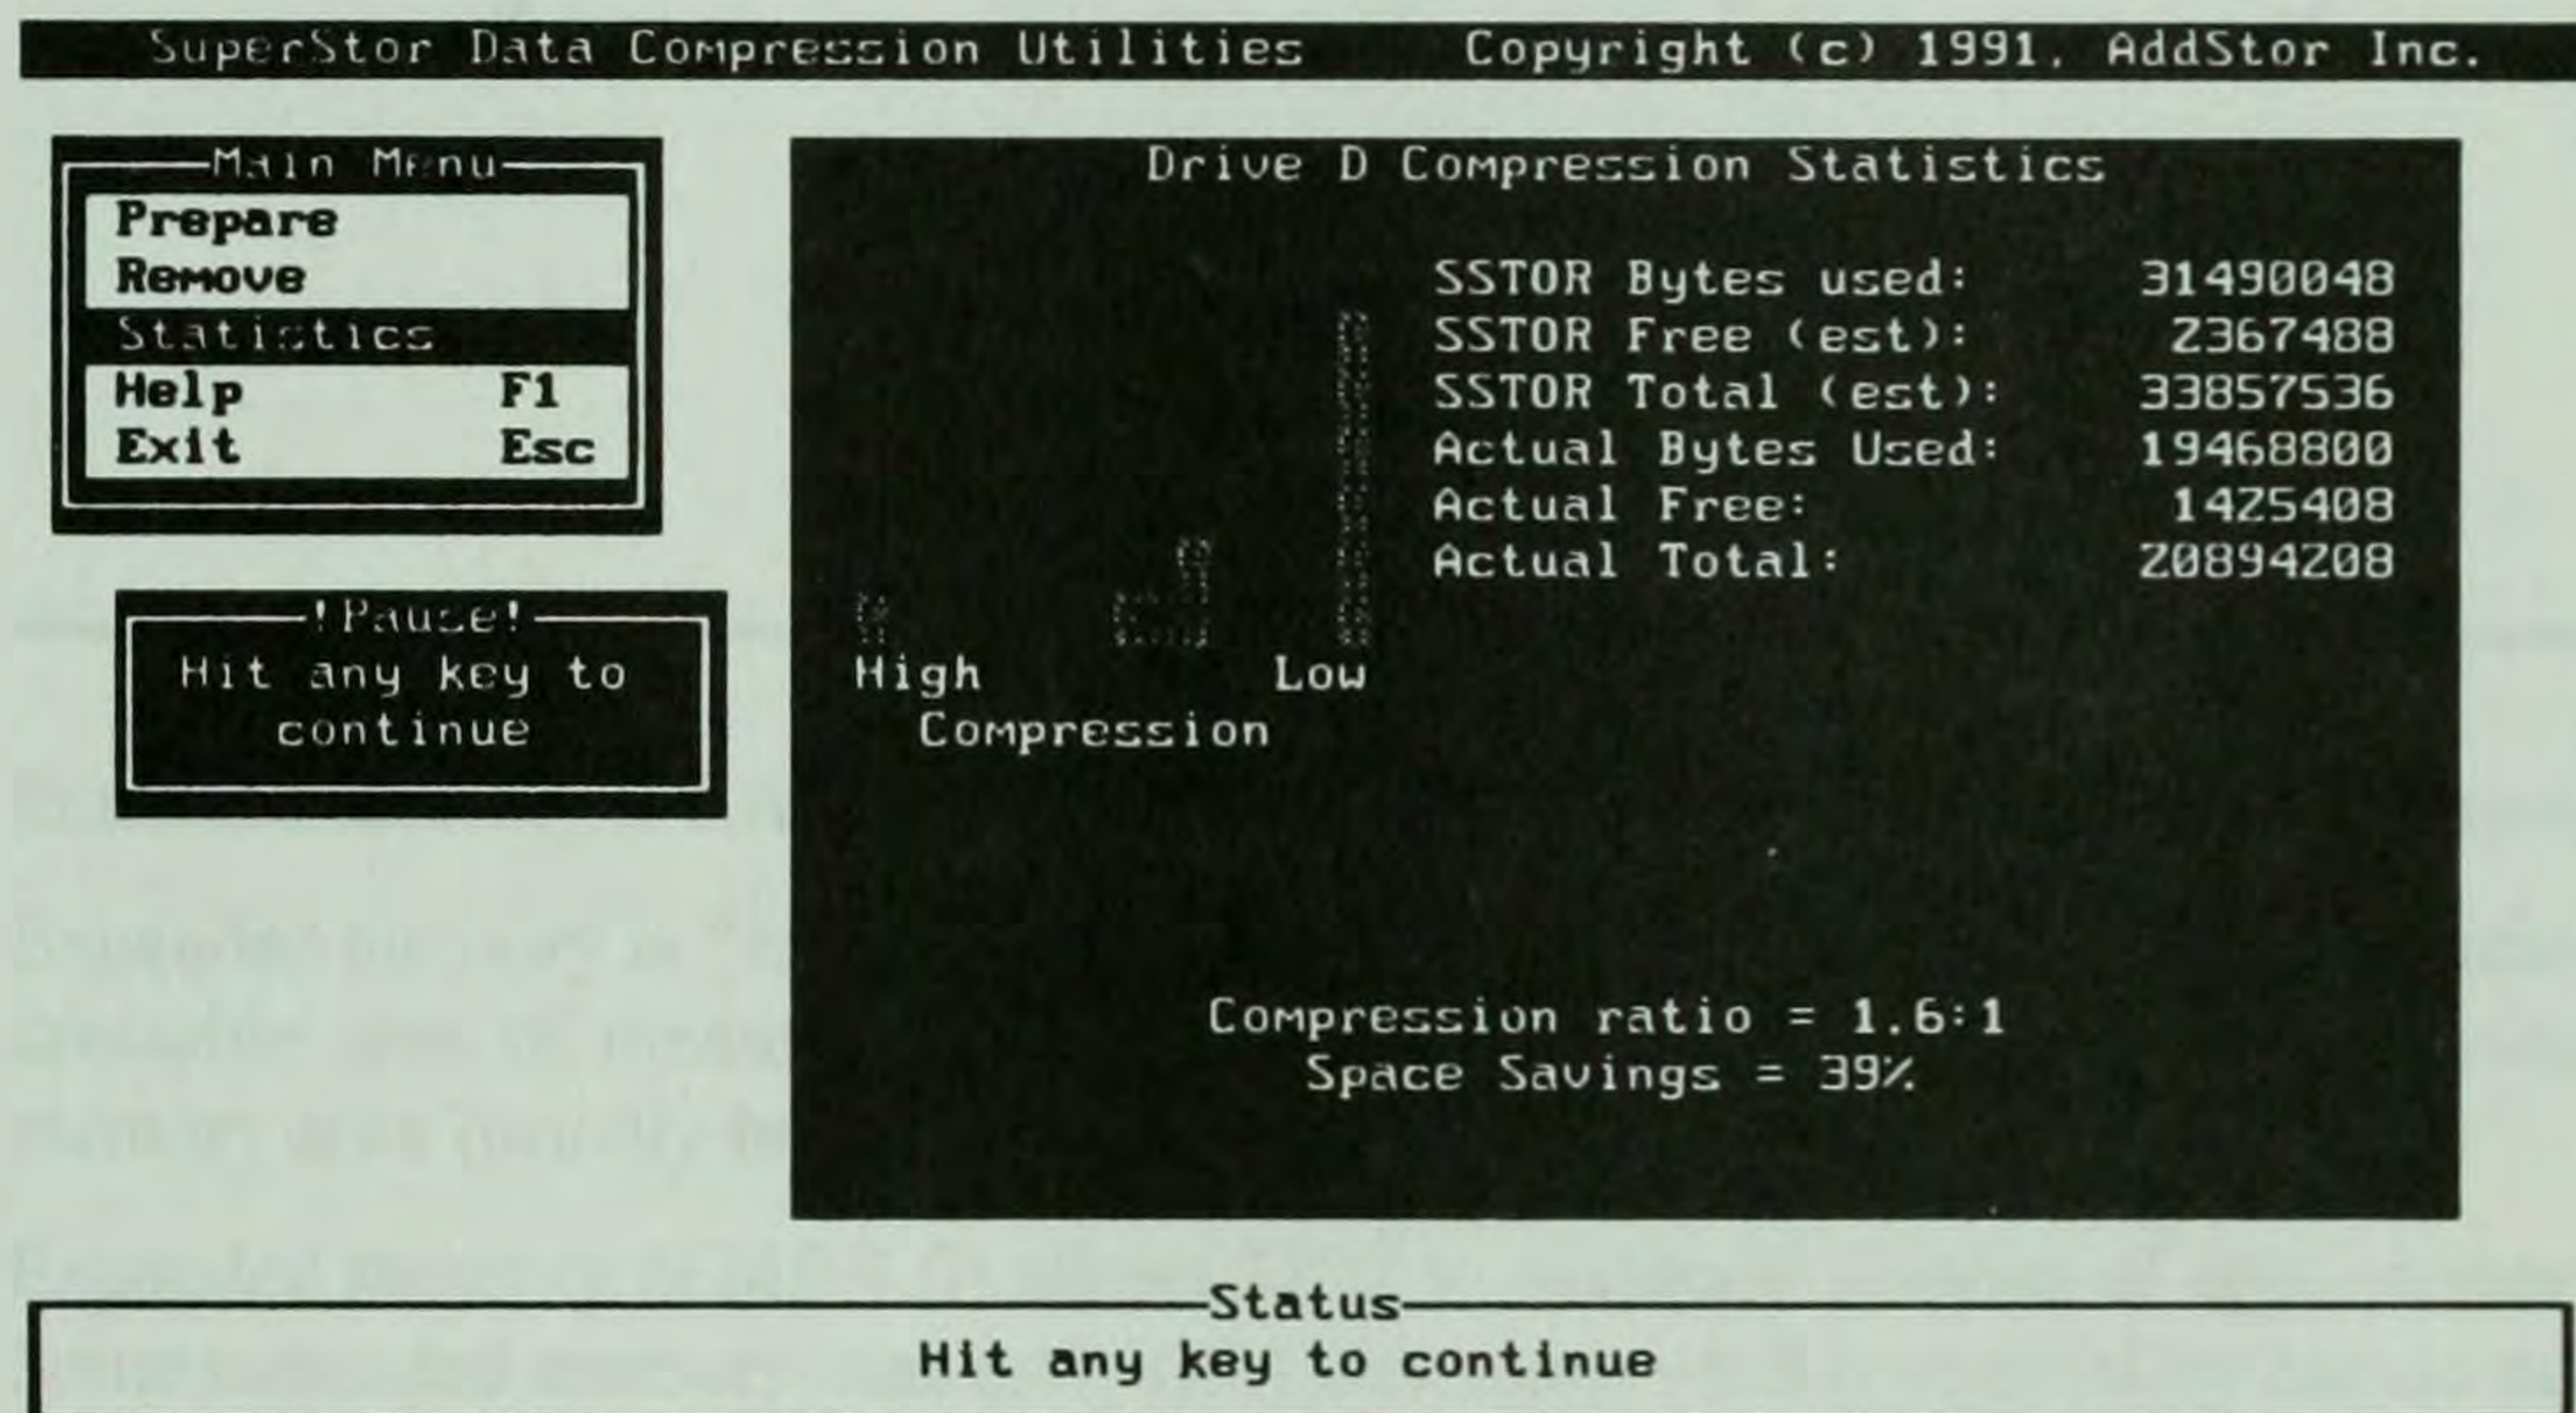 SuperStor Data Compression Utilities Copyright (c) 1991, AddStor Inc.
Main Menu
Prepare
Remove
Statistics
Help F1
Exit Esc
!Pause!
Hit any key to
continue
Drive D Compression Statistics
SSTOR Bytes used: 31490048
SSTOR Free (est): 2367488
SSTOR Total (est): 33857536
Actual Bytes Used: 19468800
Actual Free: 1425408
Actual Total: 20894208
High Low
Compression
Compression ratio = 1.6:1
Space Savings = 39%
Status
Hit any key to continue